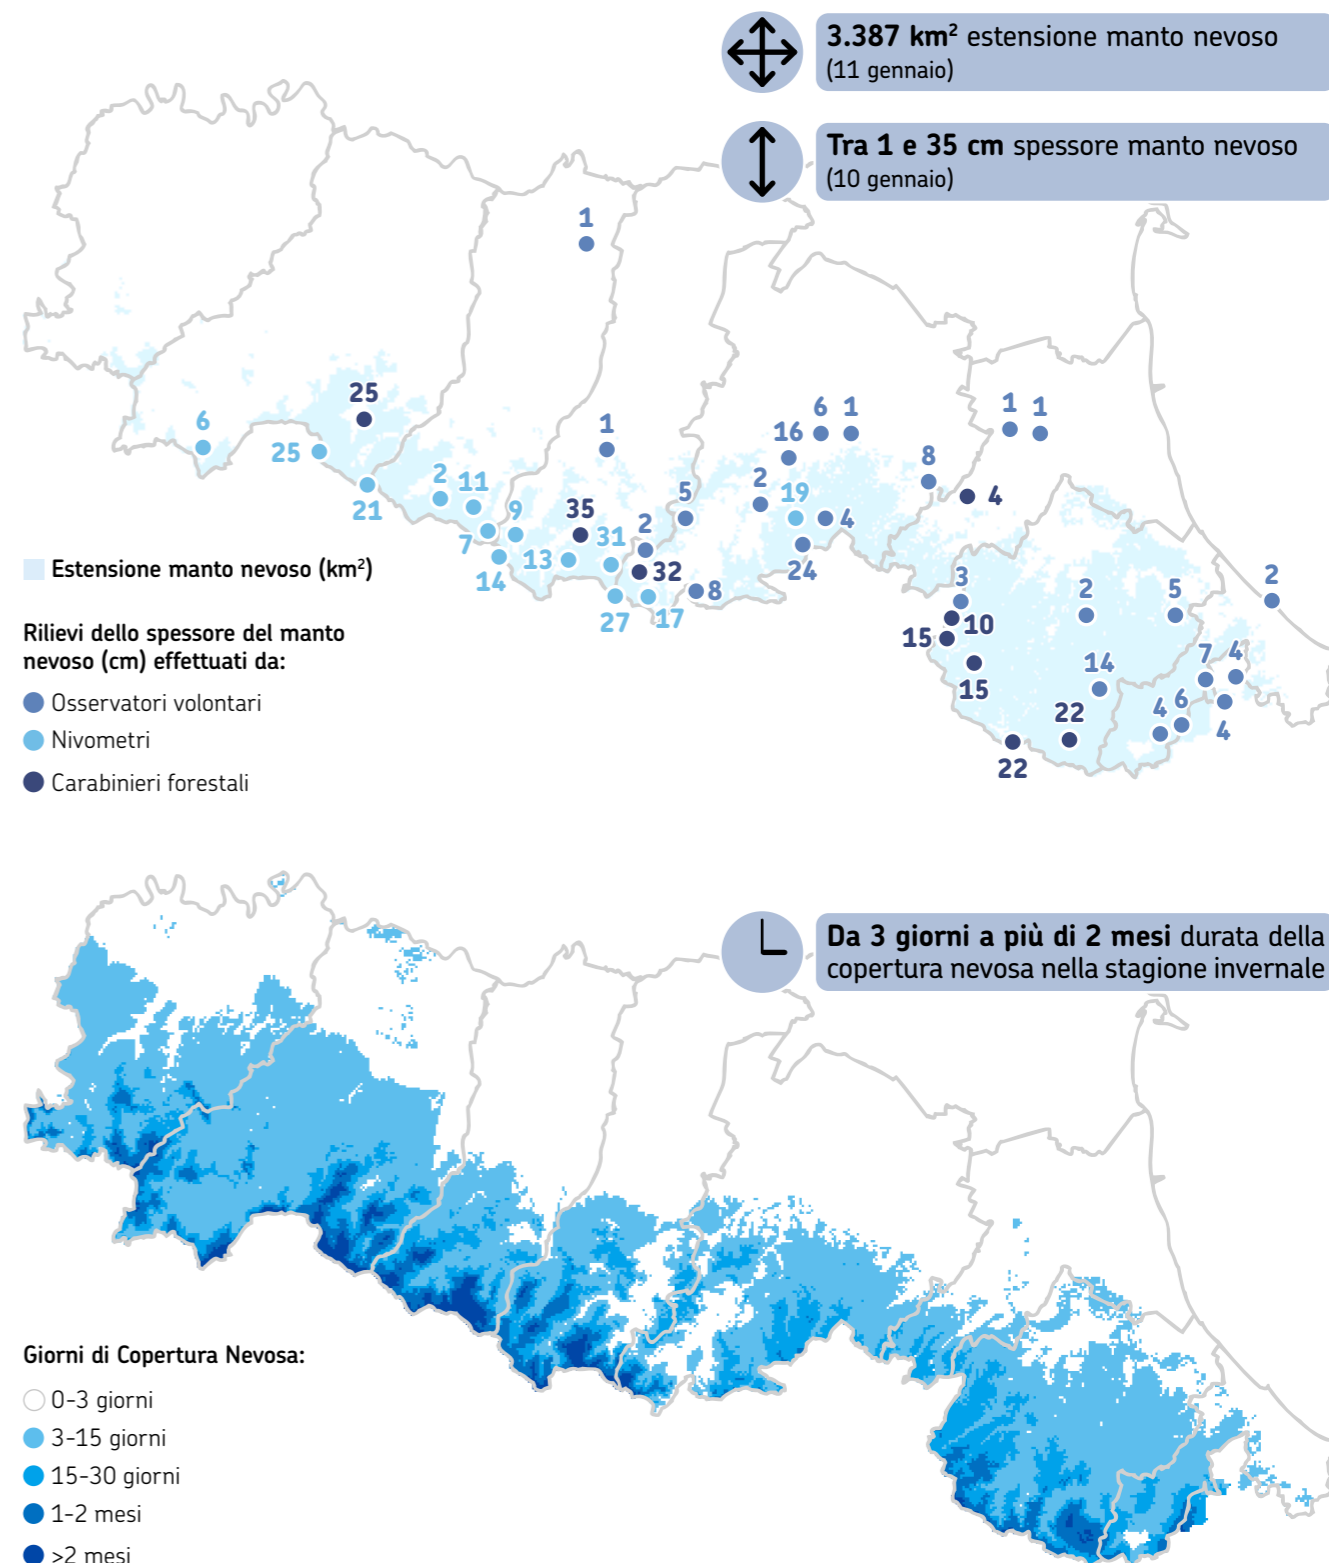 3.387 km² estensione manto nevoso
(11 gennaio)
Tra 1 e 35 cm spessore manto nevoso
(10 gennaio)
1
25
6
25
21
2
11
7
9
14
13
35
31
1
2
32
27
17
5
8
6
1
16
2
19
4
24
8
4
1
1
3
10
15
15
2
5
2
14
22
22
7
4
4
6
4
Estensione manto nevoso (km²)
Rilievi dello spessore del manto
nevoso (cm) effettuati da:
Osservatori volontari
Nivometri
Carabinieri forestali
Da 3 giorni a più di 2 mesi durata della
copertura nevosa nella stagione invernale
Giorni di Copertura Nevosa:
0-3 giorni
3-15 giorni
15-30 giorni
1-2 mesi
>2 mesi